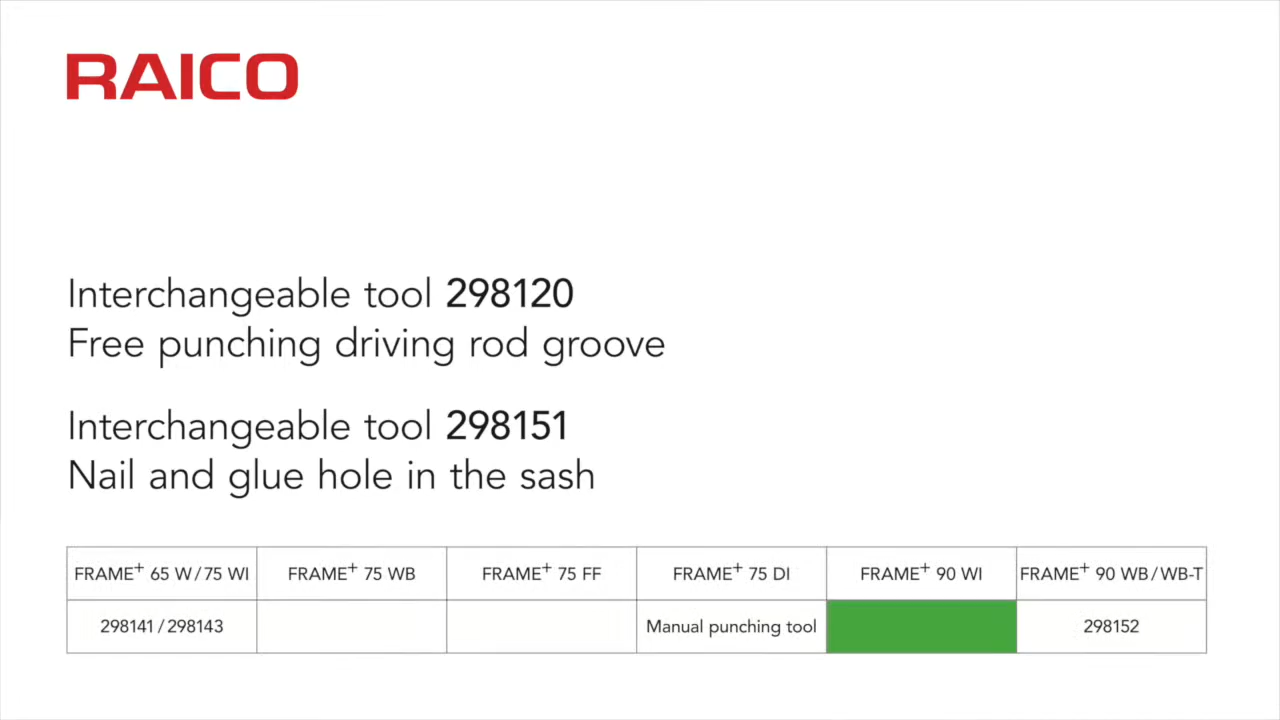 RAICO
Interchangeable tool 298120
Free punching driving rod groove
Interchangeable tool 298151
Nail and glue hole in the sash
FRAME+ 65 W/75 WI FRAME+ 75 WB FRAME+ 75 FF FRAME+ 75 DI FRAME+ 90 WI FRAME+ 90 WB/WB-T
298141/298143 Manual punching tool 298152